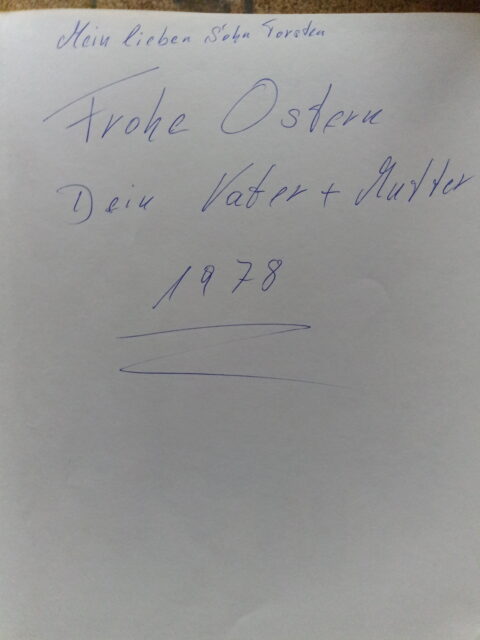 Mein lieben Sohn Torsten
Frohe Ostern
Dein Vater + Mutter
1978